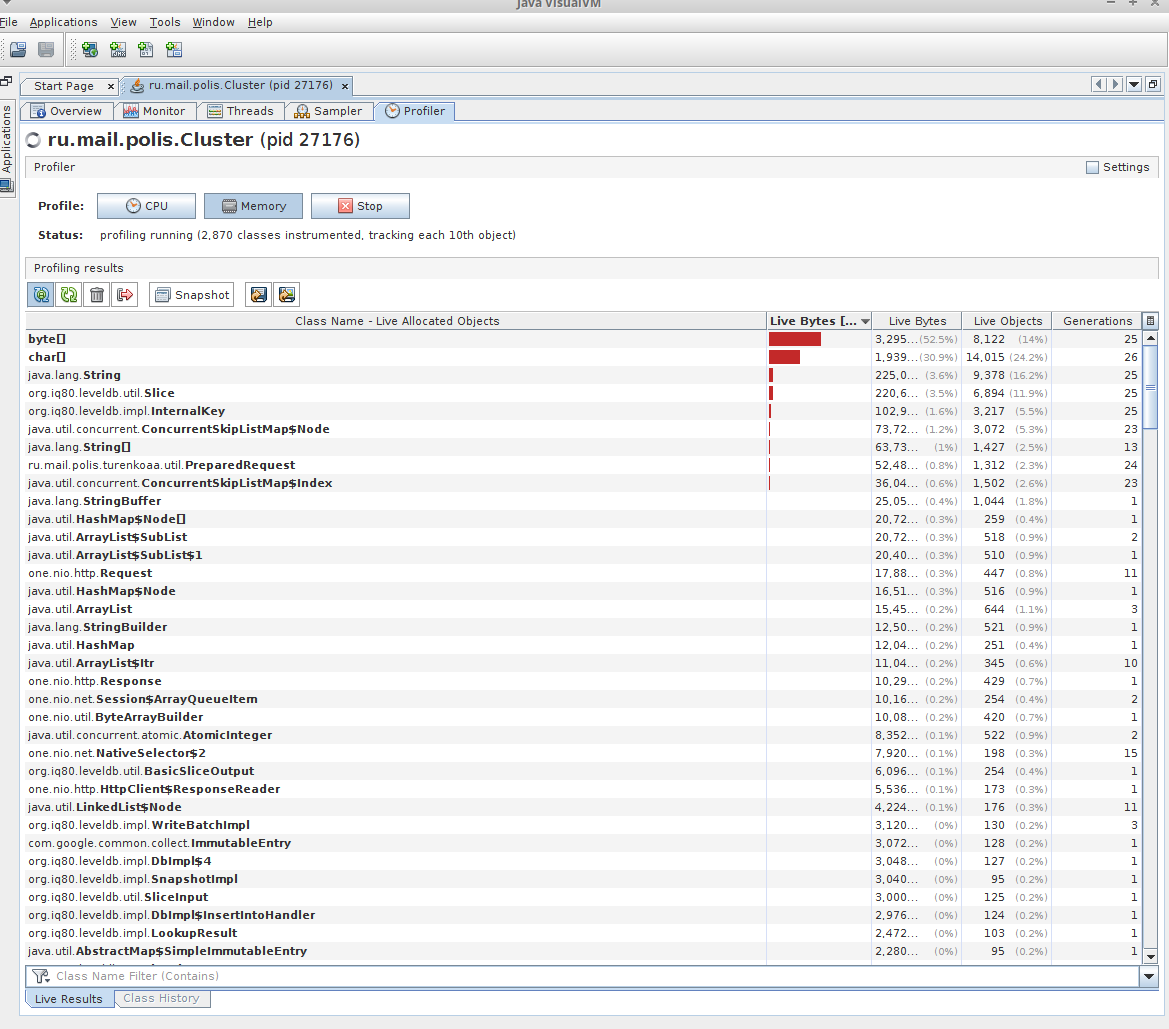 Java VisualVM
File Applications View Tools Window Help
Start Page × ru.mail.polis.Cluster (pid 27176) ×
Applications
Overview Monitor Threads Sampler Profiler
ru.mail.polis.Cluster (pid 27176)
Profiler Settings
Profile: CPU Memory Stop
Status: profiling running (2,870 classes instrumented, tracking each 10th object)
Profiling results
Snapshot
Class Name - Live Allocated Objects Live Bytes [... Live Bytes Live Objects Generations
byte[] 3,295... (52.5%) 8,122 (14%) 25
char[] 1,939... (30.9%) 14,015 (24.2%) 26
java.lang.String 225,0... (3.6%) 9,378 (16.2%) 25
org.iq80.leveldb.util.Slice 220,6... (3.5%) 6,894 (11.9%) 25
org.iq80.leveldb.impl.InternalKey 102,9... (1.6%) 3,217 (5.5%) 25
java.util.concurrent.ConcurrentSkipListMap$Node 73,72... (1.2%) 3,072 (5.3%) 23
java.lang.String[] 63,73... (1%) 1,427 (2.5%) 13
ru.mail.polis.turenkoaa.util.PreparedRequest 52,48... (0.8%) 1,312 (2.3%) 24
java.util.concurrent.ConcurrentSkipListMap$Index 36,04... (0.6%) 1,502 (2.6%) 23
java.lang.StringBuffer 25,05... (0.4%) 1,044 (1.8%) 1
java.util.HashMap$Node[] 20,72... (0.3%) 259 (0.4%) 1
java.util.ArrayList$SubList 20,72... (0.3%) 518 (0.9%) 2
java.util.ArrayList$SubList$1 20,40... (0.3%) 510 (0.9%) 1
one.nio.http.Request 17,88... (0.3%) 447 (0.8%) 11
java.util.HashMap$Node 16,51... (0.3%) 516 (0.9%) 1
java.util.ArrayList 15,45... (0.2%) 644 (1.1%) 3
java.lang.StringBuilder 12,50... (0.2%) 521 (0.9%) 1
java.util.HashMap 12,04... (0.2%) 251 (0.4%) 1
java.util.ArrayList$Itr 11,04... (0.2%) 345 (0.6%) 10
one.nio.http.Response 10,29... (0.2%) 429 (0.7%) 1
one.nio.net.Session$ArrayQueueItem 10,16... (0.2%) 254 (0.4%) 2
one.nio.util.ByteArrayBuilder 10,08... (0.2%) 420 (0.7%) 1
java.util.concurrent.atomic.AtomicInteger 8,352... (0.1%) 522 (0.9%) 2
one.nio.net.NativeSelector$2 7,920... (0.1%) 198 (0.3%) 15
org.iq80.leveldb.util.BasicSliceOutput 6,096... (0.1%) 254 (0.4%) 1
one.nio.http.HttpClient$ResponseReader 5,536... (0.1%) 173 (0.3%) 1
java.util.LinkedList$Node 4,224... (0.1%) 176 (0.3%) 11
org.iq80.leveldb.impl.WriteBatchImpl 3,120... (0%) 130 (0.2%) 3
com.google.common.collect.ImmutableEntry 3,072... (0%) 128 (0.2%) 1
org.iq80.leveldb.impl.DbImpl$4 3,048... (0%) 127 (0.2%) 1
org.iq80.leveldb.impl.SnapshotImpl 3,040... (0%) 95 (0.2%) 1
org.iq80.leveldb.util.SliceInput 3,000... (0%) 125 (0.2%) 1
org.iq80.leveldb.impl.DbImpl$InsertIntoHandler 2,976... (0%) 124 (0.2%) 1
org.iq80.leveldb.impl.LookupResult 2,472... (0%) 103 (0.2%) 1
java.util.AbstractMap$SimpleImmutableEntry 2,280... (0%) 95 (0.2%) 1
Class Name Filter (Contains)
Live Results Class History